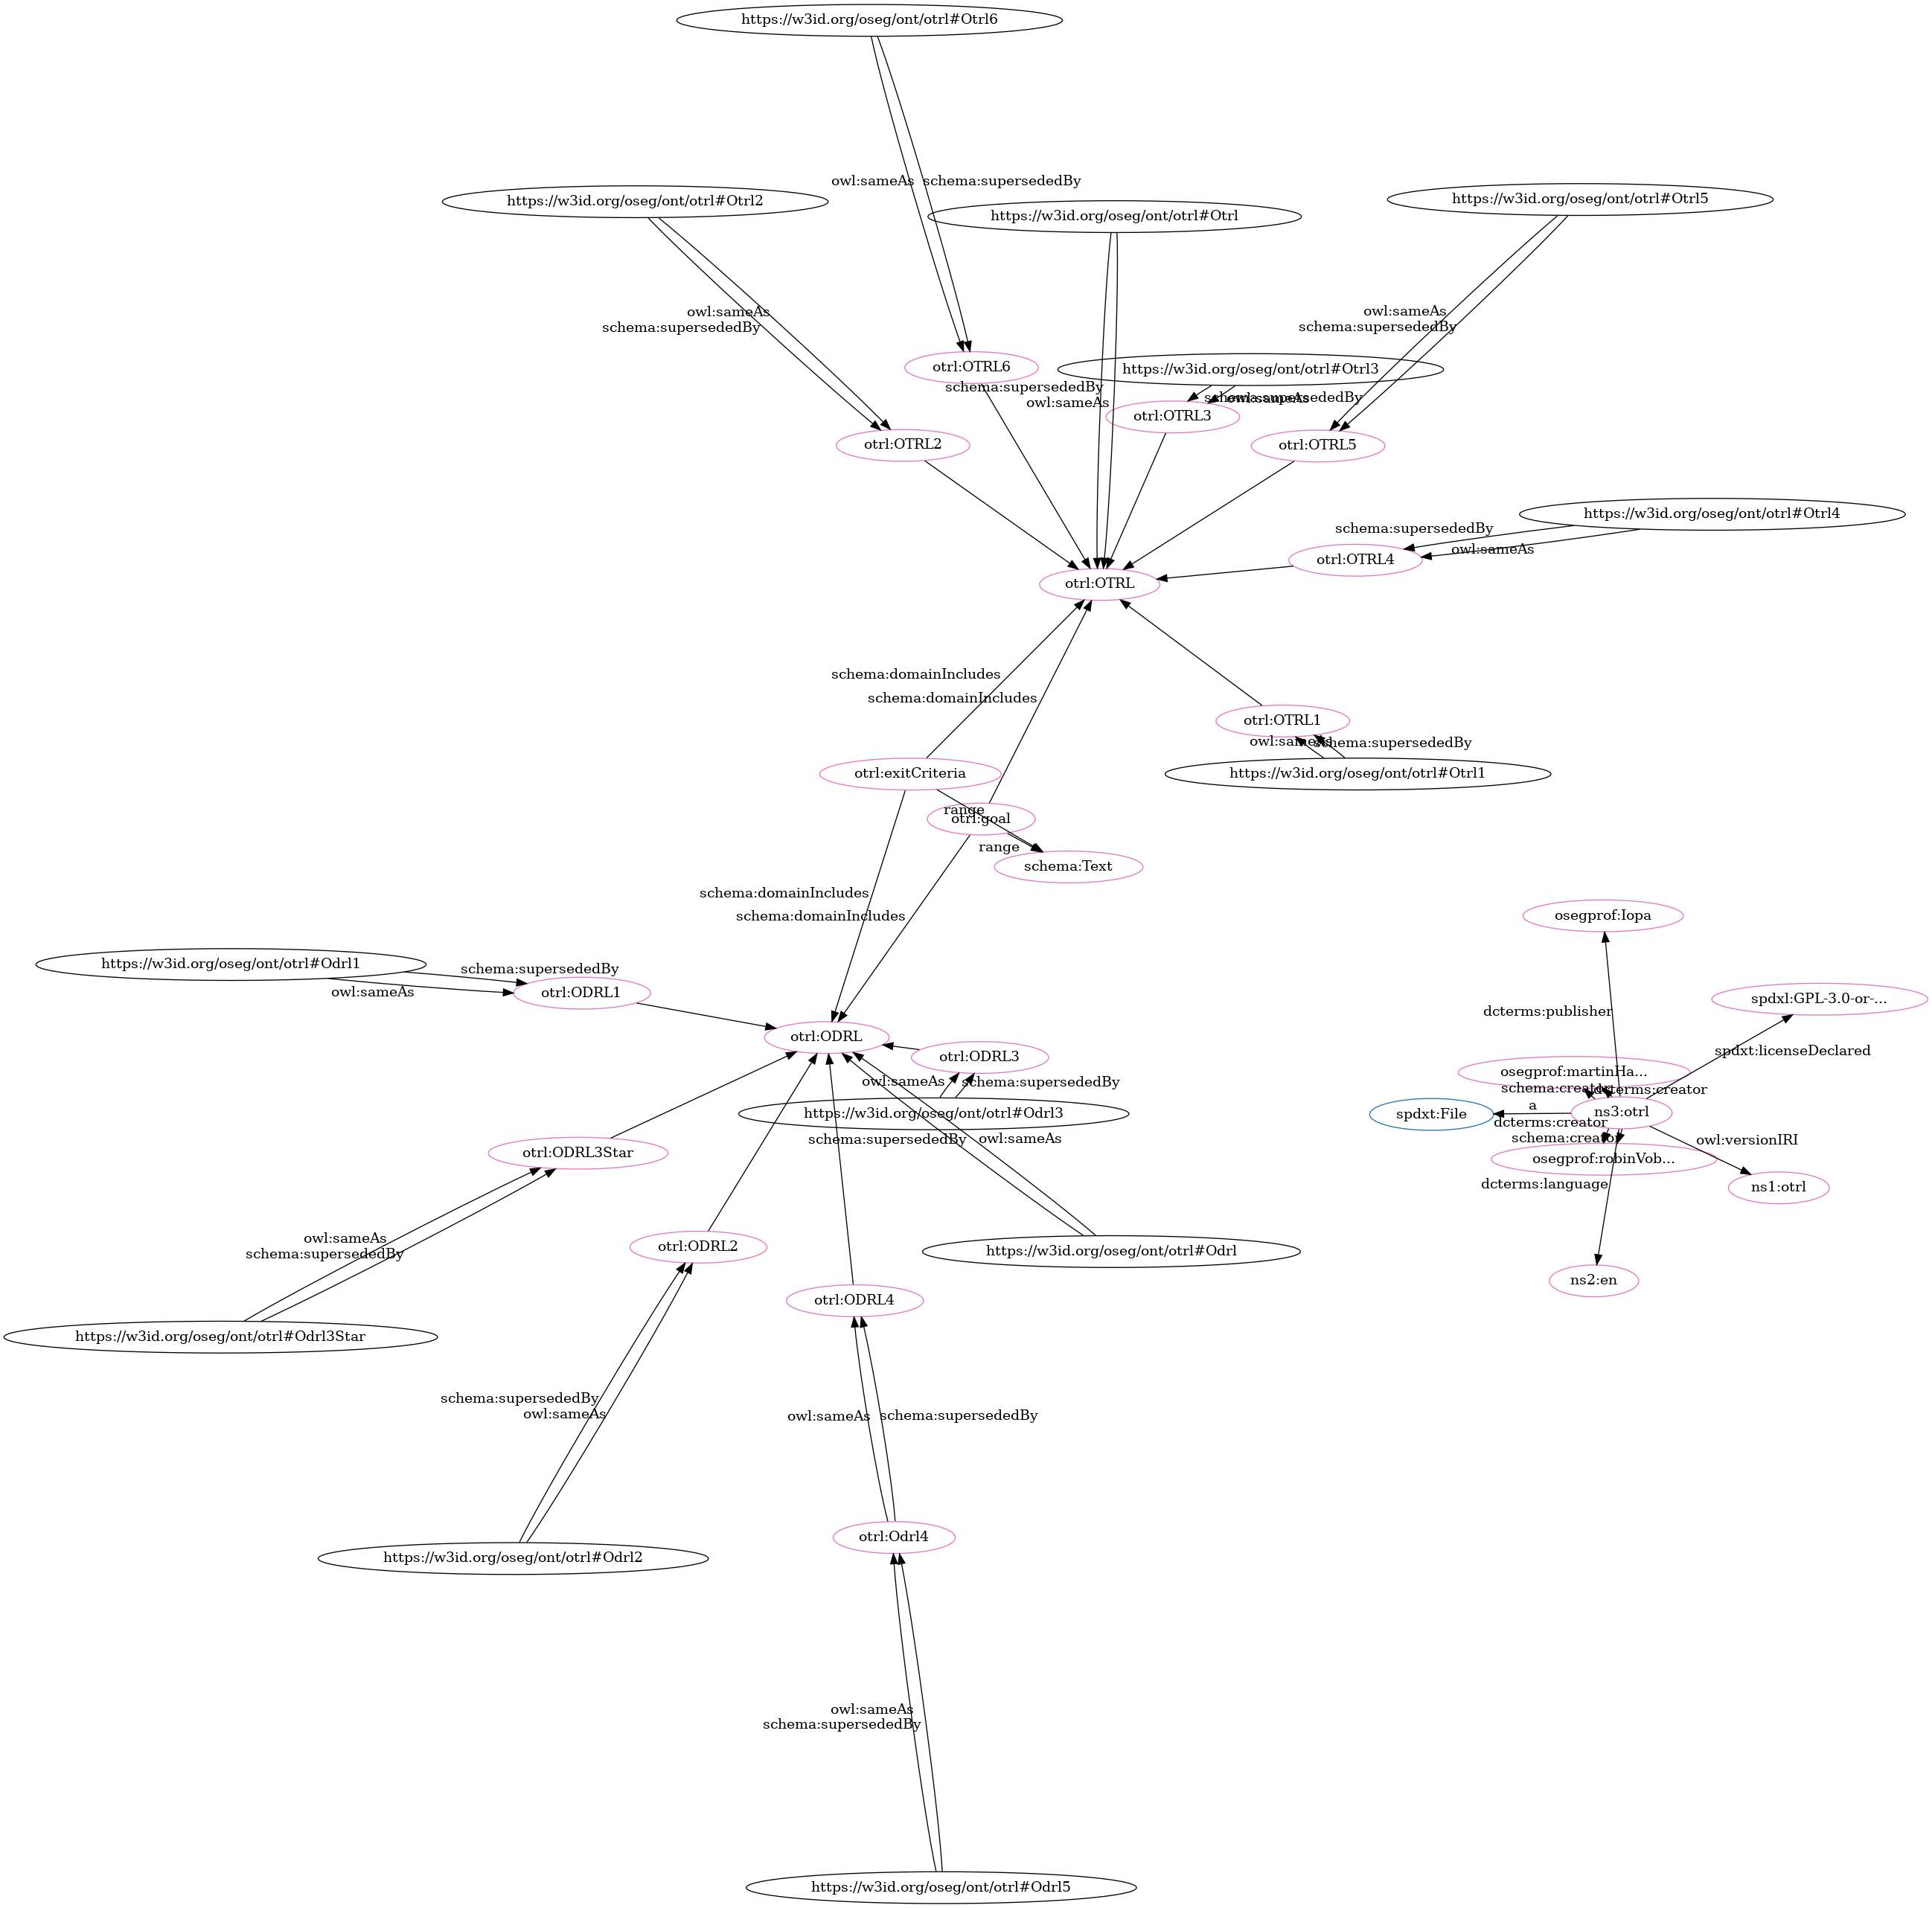 https://w3id.org/oseg/ont/otrl#Otrl6
owl:sameAs
schema:supersededBy
https://w3id.org/oseg/ont/otrl#Otrl2
https://w3id.org/oseg/ont/otrl#Otrl
https://w3id.org/oseg/ont/otrl#Otrl5
owl:sameAs
schema:supersededBy
owl:sameAs
schema:supersededBy
otrl:OTRL6
https://w3id.org/oseg/ont/otrl#Otrl3
schema:supersededBy
owl:sameAs
schema:supersededBy
owl:sameAs
otrl:OTRL3
otrl:OTRL2
otrl:OTRL5
https://w3id.org/oseg/ont/otrl#Otrl4
schema:supersededBy
owl:sameAs
otrl:OTRL4
otrl:OTRL
schema:domainIncludes
schema:domainIncludes
otrl:OTRL1
owl:sameAs
schema:supersededBy
https://w3id.org/oseg/ont/otrl#Otrl1
otrl:exitCriteria
range
otrl:goal
range
schema:Text
schema:domainIncludes
schema:domainIncludes
osegprof:Iopa
https://w3id.org/oseg/ont/otrl#Odrl1
schema:supersededBy
owl:sameAs
otrl:ODRL1
spdxl:GPL-3.0-or-...
dcterms:publisher
otrl:ODRL
otrl:ODRL3
spdxt:licenseDeclared
osegprof:martinHa...
owl:sameAs
schema:supersededBy
schema:creator
dcterms:creator
a
https://w3id.org/oseg/ont/otrl#Odrl3
spdxt:File
ns3:otrl
dcterms:creator
schema:creator
schema:supersededBy
owl:sameAs
owl:versionIRI
otrl:ODRL3Star
osegprof:robinVob...
dcterms:language
ns1:otrl
owl:sameAs
schema:supersededBy
otrl:ODRL2
https://w3id.org/oseg/ont/otrl#Odrl
ns2:en
otrl:ODRL4
https://w3id.org/oseg/ont/otrl#Odrl3Star
schema:supersededBy
owl:sameAs
owl:sameAs
schema:supersededBy
otrl:Odrl4
https://w3id.org/oseg/ont/otrl#Odrl2
owl:sameAs
schema:supersededBy
https://w3id.org/oseg/ont/otrl#Odrl5